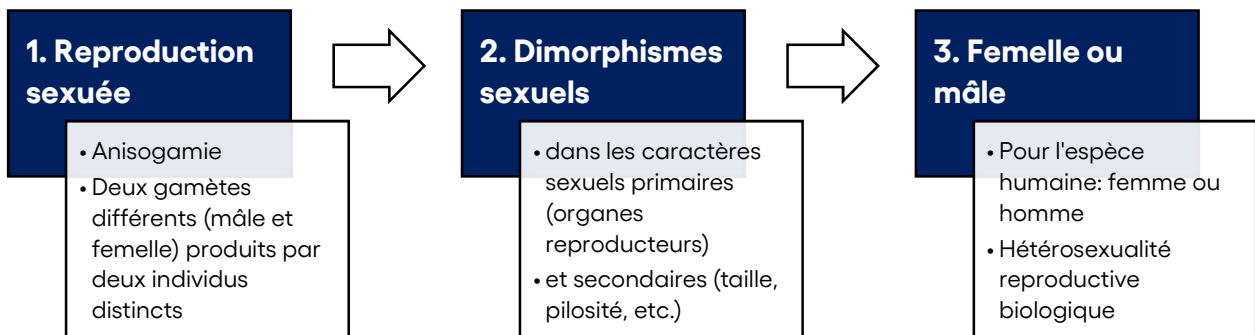 1. Reproduction
sexuée
• Anisogamie
• Deux gamètes
différents (mâle et
femelle) produits par
deux individus
distincts
2. Dimorphismes
sexuels
• dans les caractères
sexuels primaires
(organes
reproducteurs)
• et secondaires (taille,
pilosité, etc.)
3. Femelle ou
mâle
• Pour l'espèce
humaine: femme ou
homme
• Hétérosexualité
reproductive
biologique